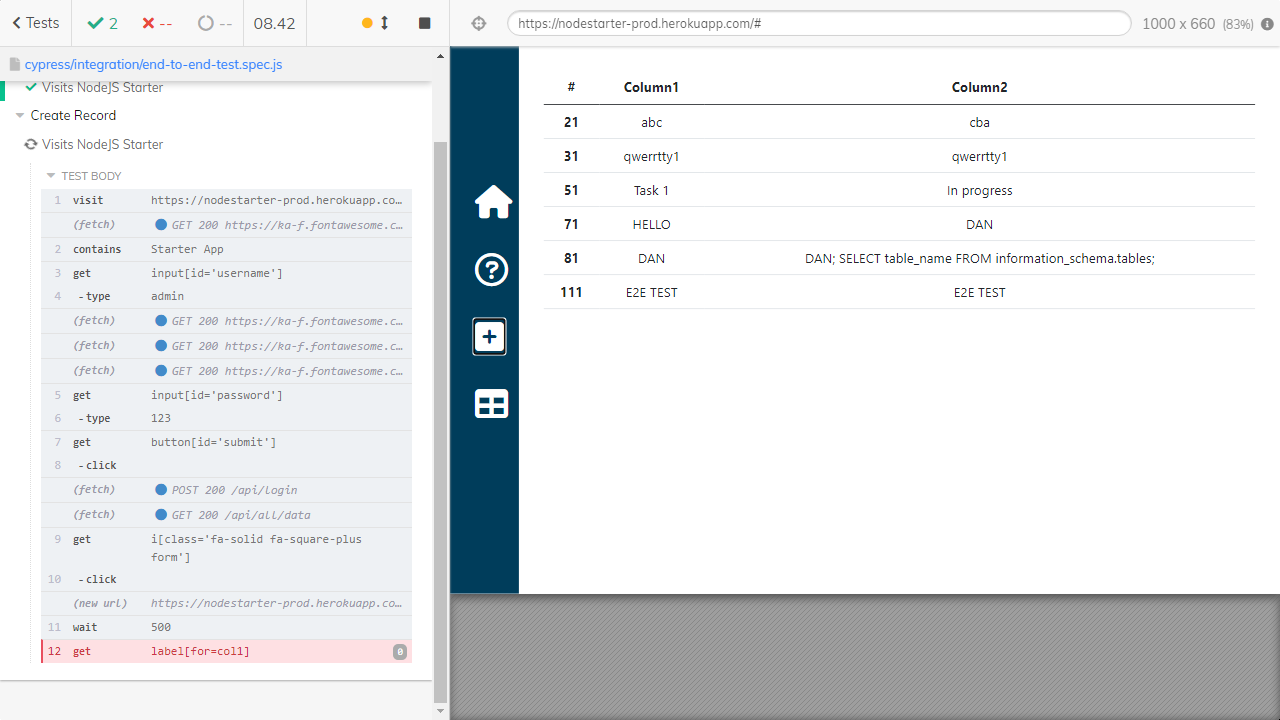 Tests
2
--
--
08.42
https://nodestarter-prod.herokuapp.com/#
1000 x 660 (83%)
cypress/integration/end-to-end-test.spec.js
Visits NodeJS Starter
Create Record
Visits NodeJS Starter
TEST BODY
1 visit https://nodestarter-prod.herokuapp.co…
(fetch) GET 200 https://ka-f.fontawesome.c…
2 contains Starter App
3 get input[id='username']
4 -type admin
(fetch) GET 200 https://ka-f.fontawesome.c…
(fetch) GET 200 https://ka-f.fontawesome.c…
(fetch) GET 200 https://ka-f.fontawesome.c…
5 get input[id='password']
6 -type 123
7 get button[id='submit']
8 -click
(fetch) POST 200 /api/login
(fetch) GET 200 /api/all/data
9 get i[class='fa-solid fa-square-plus
form']
10 -click
(new url) https://nodestarter-prod.herokuapp.co…
11 wait 500
12 get label[for=col1] 0
# Column1 Column2
21 abc cba
31 qwerrtty1 qwerrtty1
51 Task 1 In progress
71 HELLO DAN
81 DAN DAN; SELECT table_name FROM information_schema.tables;
111 E2E TEST E2E TEST